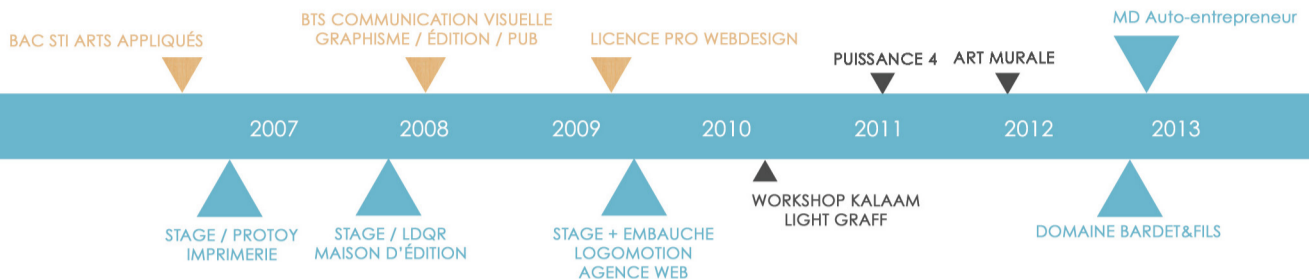 BAC STI ARTS APPLIQUÉS
BTS COMMUNICATION VISUELLE
GRAPHISME / ÉDITION / PUB
LICENCE PRO WEBDESIGN
PUISSANCE 4
ART MURALE
MD Auto-entrepreneur
2007
2008
2009
2010
2011
2012
2013
STAGE / PROTOY
IMPRIMERIE
STAGE / LDQR
MAISON D'ÉDITION
STAGE + EMBAUCHE
LOGOMOTION
AGENCE WEB
WORKSHOP KALAAM
LIGHT GRAFF
DOMAINE BARDET&FILS